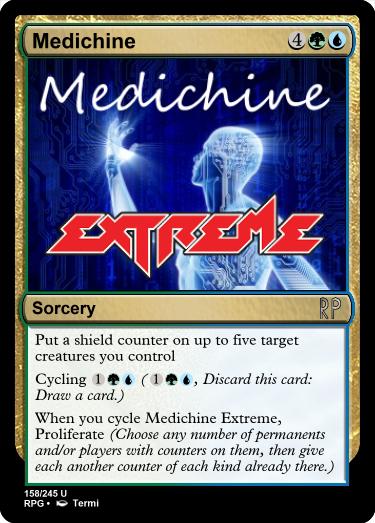 Medichine 4
Medichine
EXTREME
Sorcery RP
Put a shield counter on up to five target
creatures you control
Cycling 1 ( 1 , Discard this card:
Draw a card.)
When you cycle Medichine Extreme,
Proliferate (Choose any number of permanents
and/or players with counters on them, then give
each another counter of each kind already there.)
158/245 U
RPG • Termi